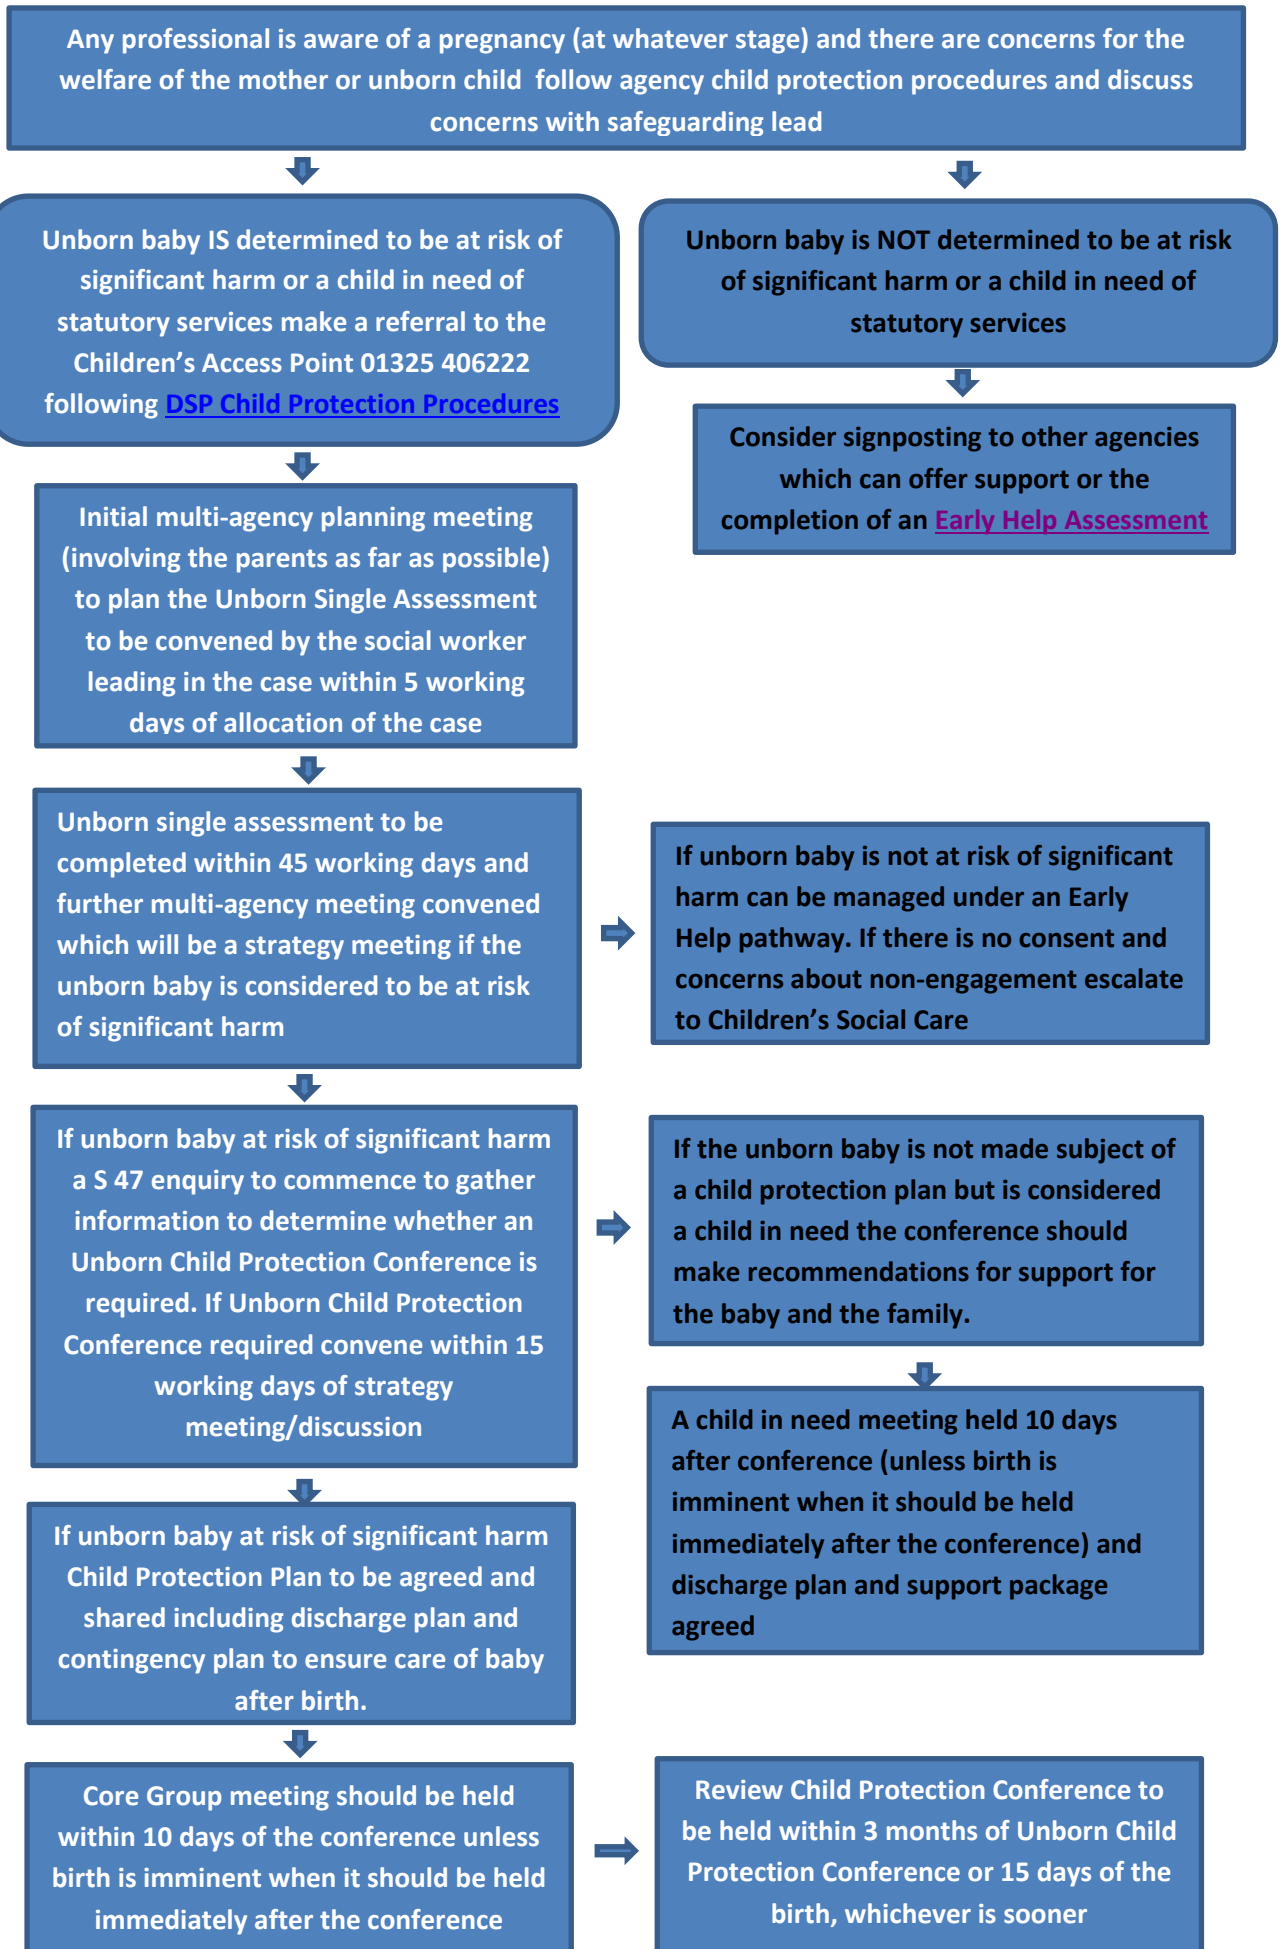 Any professional is aware of a pregnancy (at whatever stage) and there are concerns for the
welfare of the mother or unborn child  follow agency child protection procedures and discuss
concerns with safeguarding lead
Unborn baby IS determined to be at risk of
significant harm or a child in need of
statutory services make a referral to the
Children’s Access Point 01325 406222
following DSP Child Protection Procedures
Unborn baby is NOT determined to be at risk
of significant harm or a child in need of
statutory services
Consider signposting to other agencies
which can offer support or the
completion of an Early Help Assessment
Initial multi-agency planning meeting
(involving the parents as far as possible)
to plan the Unborn Single Assessment
to be convened by the social worker
leading in the case within 5 working
days of allocation of the case
Unborn single assessment to be
completed within 45 working days and
further multi-agency meeting convened
which will be a strategy meeting if the
unborn baby is considered to be at risk
of significant harm
If unborn baby is not at risk of significant
harm can be managed under an Early
Help pathway. If there is no consent and
concerns about non-engagement escalate
to Children’s Social Care
If unborn baby at risk of significant harm
a S 47 enquiry to commence to gather
information to determine whether an
Unborn Child Protection Conference is
required. If Unborn Child Protection
Conference required convene within 15
working days of strategy
meeting/discussion
If the unborn baby is not made subject of
a child protection plan but is considered
a child in need the conference should
make recommendations for support for
the baby and the family.
A child in need meeting held 10 days
after conference (unless birth is
imminent when it should be held
immediately after the conference) and
discharge plan and support package
agreed
If unborn baby at risk of significant harm
Child Protection Plan to be agreed and
shared including discharge plan and
contingency plan to ensure care of baby
after birth.
Core Group meeting should be held
within 10 days of the conference unless
birth is imminent when it should be held
immediately after the conference
Review Child Protection Conference to
be held within 3 months of Unborn Child
Protection Conference or 15 days of the
birth, whichever is sooner